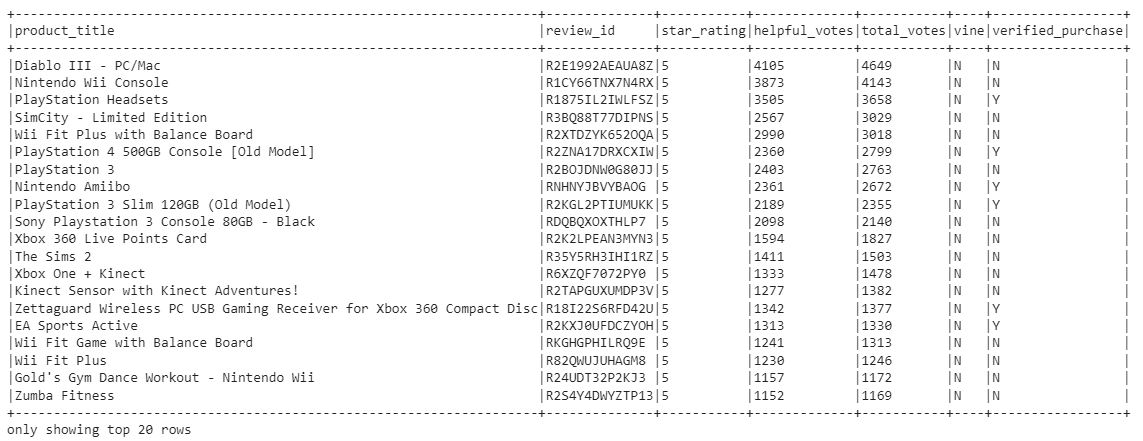 +---------------------------------------------------------------+--------------+-----------+-------------+-----------+----+-----------------+
|product_title                                                  |review_id     |star_rating|helpful_votes|total_votes|vine|verified_purchase|
+---------------------------------------------------------------+--------------+-----------+-------------+-----------+----+-----------------+
|Diablo III - PC/Mac                                            |R2E1992AEAUA8Z|5          |4105         |4649       |N   |N                |
|Nintendo Wii Console                                           |R1CY66TNX7N4RX|5          |3873         |4143       |N   |N                |
|PlayStation Headsets                                           |R1875IL2IWLFSZ|5          |3505         |3658       |N   |Y                |
|SimCity - Limited Edition                                      |R3BQ88T77DIPNS|5          |2567         |3029       |N   |N                |
|Wii Fit Plus with Balance Board                                |R2XTDZYK652OQA|5          |2990         |3018       |N   |N                |
|PlayStation 4 500GB Console [Old Model]                        |R2ZNA17DRXCXIW|5          |2360         |2799       |N   |Y                |
|PlayStation 3                                                  |R2BOJDNW0G80JJ|5          |2403         |2763       |N   |N                |
|Nintendo Amiibo                                                |RNHNYJBVYBAOG |5          |2361         |2672       |N   |Y                |
|PlayStation 3 Slim 120GB (Old Model)                           |R2KGL2PTIUMUKK|5          |2189         |2355       |N   |Y                |
|Sony Playstation 3 Console 80GB - Black                        |RDQBQXOXTHLP7 |5          |2098         |2140       |N   |N                |
|Xbox 360 Live Points Card                                      |R2K2LPEAN3MYN3|5          |1594         |1827       |N   |N                |
|The Sims 2                                                     |R35Y5RH3IHI1RZ|5          |1411         |1503       |N   |N                |
|Xbox One + Kinect                                              |R6XZQF7072PY0 |5          |1333         |1478       |N   |N                |
|Kinect Sensor with Kinect Adventures!                          |R2TAPGUXUMDP3V|5          |1277         |1382       |N   |N                |
|Zettaguard Wireless PC USB Gaming Receiver for Xbox 360 Compact Disc|R18I22S6RFD42U|5          |1342         |1377       |N   |Y                |
|EA Sports Active                                               |R2KXJ0UFDCZYOH|5          |1313         |1330       |N   |Y                |
|Wii Fit Game with Balance Board                                |RKGHGPHILRQ9E |5          |1241         |1313       |N   |N                |
|Wii Fit Plus                                                   |R82QWUJUHAGM8 |5          |1230         |1246       |N   |N                |
|Gold's Gym Dance Workout - Nintendo Wii                        |R24UDT32P2KJ3 |5          |1157         |1172       |N   |N                |
|Zumba Fitness                                                  |R2S4Y4DWYZTP13|5          |1152         |1169       |N   |N                |
+---------------------------------------------------------------+--------------+-----------+-------------+-----------+----+-----------------+
only showing top 20 rows